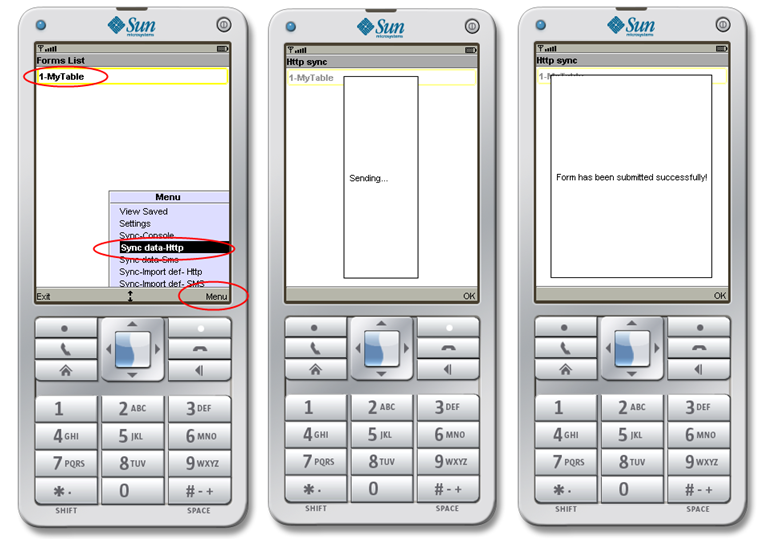 Sun
microsystems
Forms List
1-MyTable
Menu
View Saved
Settings
Sync-Console
Sync data-Http
Sync data-Sms
Sync-Import def- Http
Sync-Import def- SMS
Exit
Menu
1
2 ABC
3 DEF
4 GHI
5 JKL
6 MNO
7 PQRS
8 TUV
9 WXYZ
* .
0
# - +
SHIFT
SPACE
Sun
microsystems
Http sync
1-MyTable
Sending...
OK
1
2 ABC
3 DEF
4 GHI
5 JKL
6 MNO
7 PQRS
8 TUV
9 WXYZ
* .
0
# - +
SHIFT
SPACE
Sun
microsystems
Http sync
1-MyTable
Form has been submitted successfully!
OK
1
2 ABC
3 DEF
4 GHI
5 JKL
6 MNO
7 PQRS
8 TUV
9 WXYZ
* .
0
# - +
SHIFT
SPACE